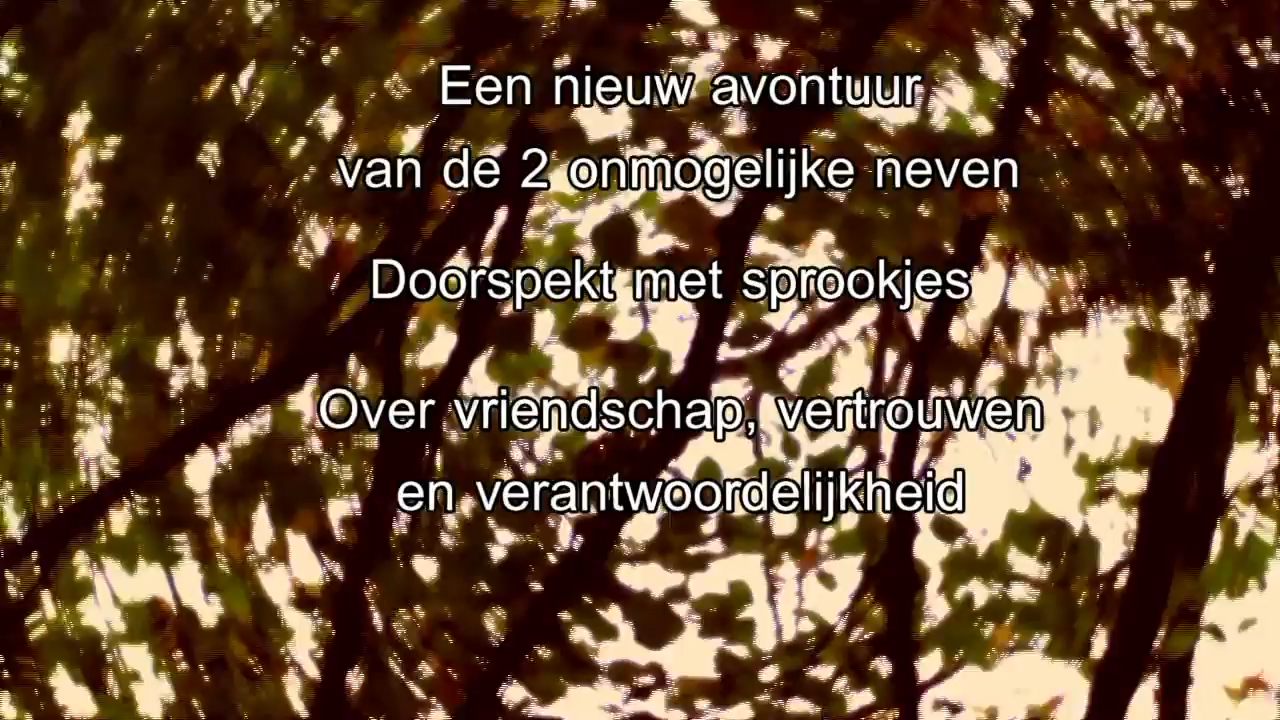 Een nieuw avontuur
van de 2 onmogelijke neven
Doorspekt met sprookjes
Over vriendschap, vertrouwen
en verantwoordelijkheid